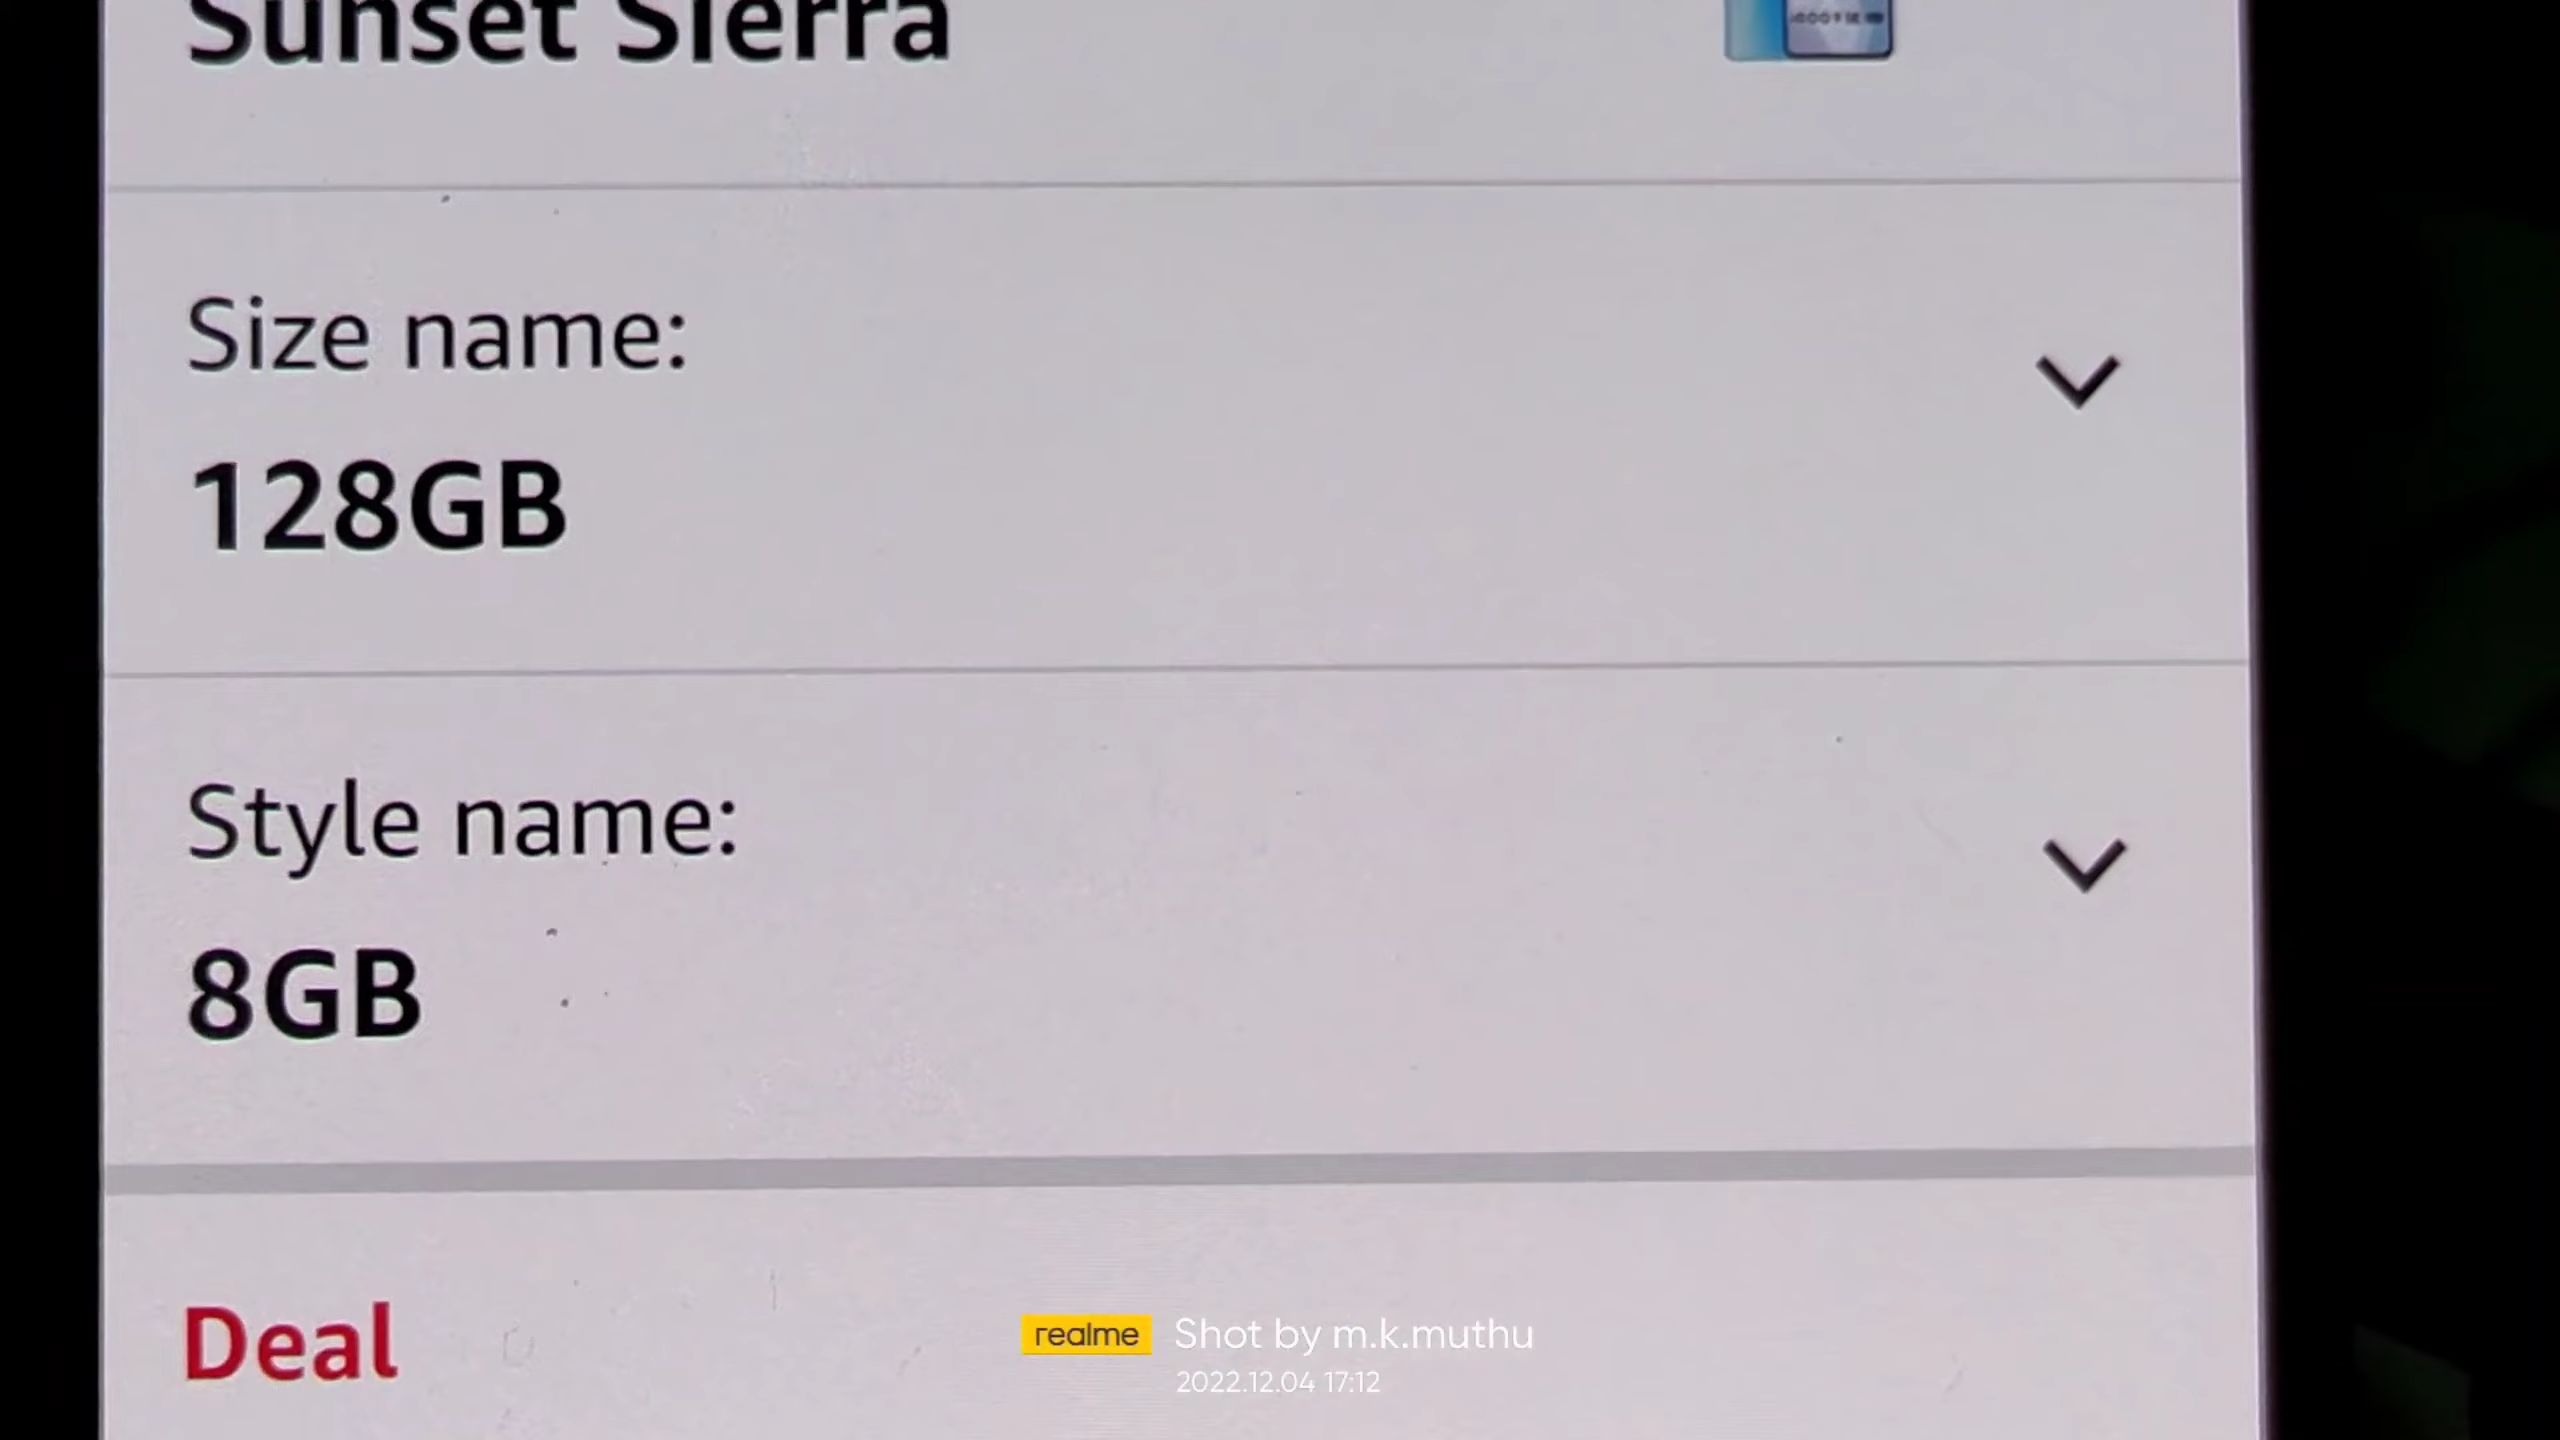 Sunset Sierra
Size name:
128GB
Style name:
8GB
Deal
realme Shot by m.k.muthu
2022.12.04 17:12